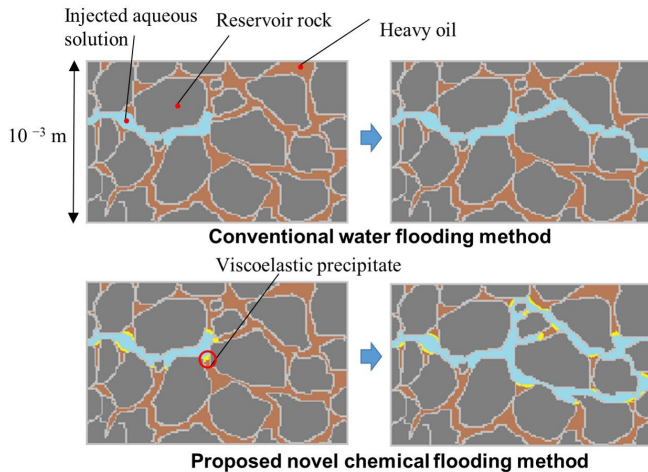 Injected aqueous
solution
Reservoir rock
Heavy oil
10 ⁻³ m
Conventional water flooding method
Viscoelastic precipitate
Proposed novel chemical flooding method